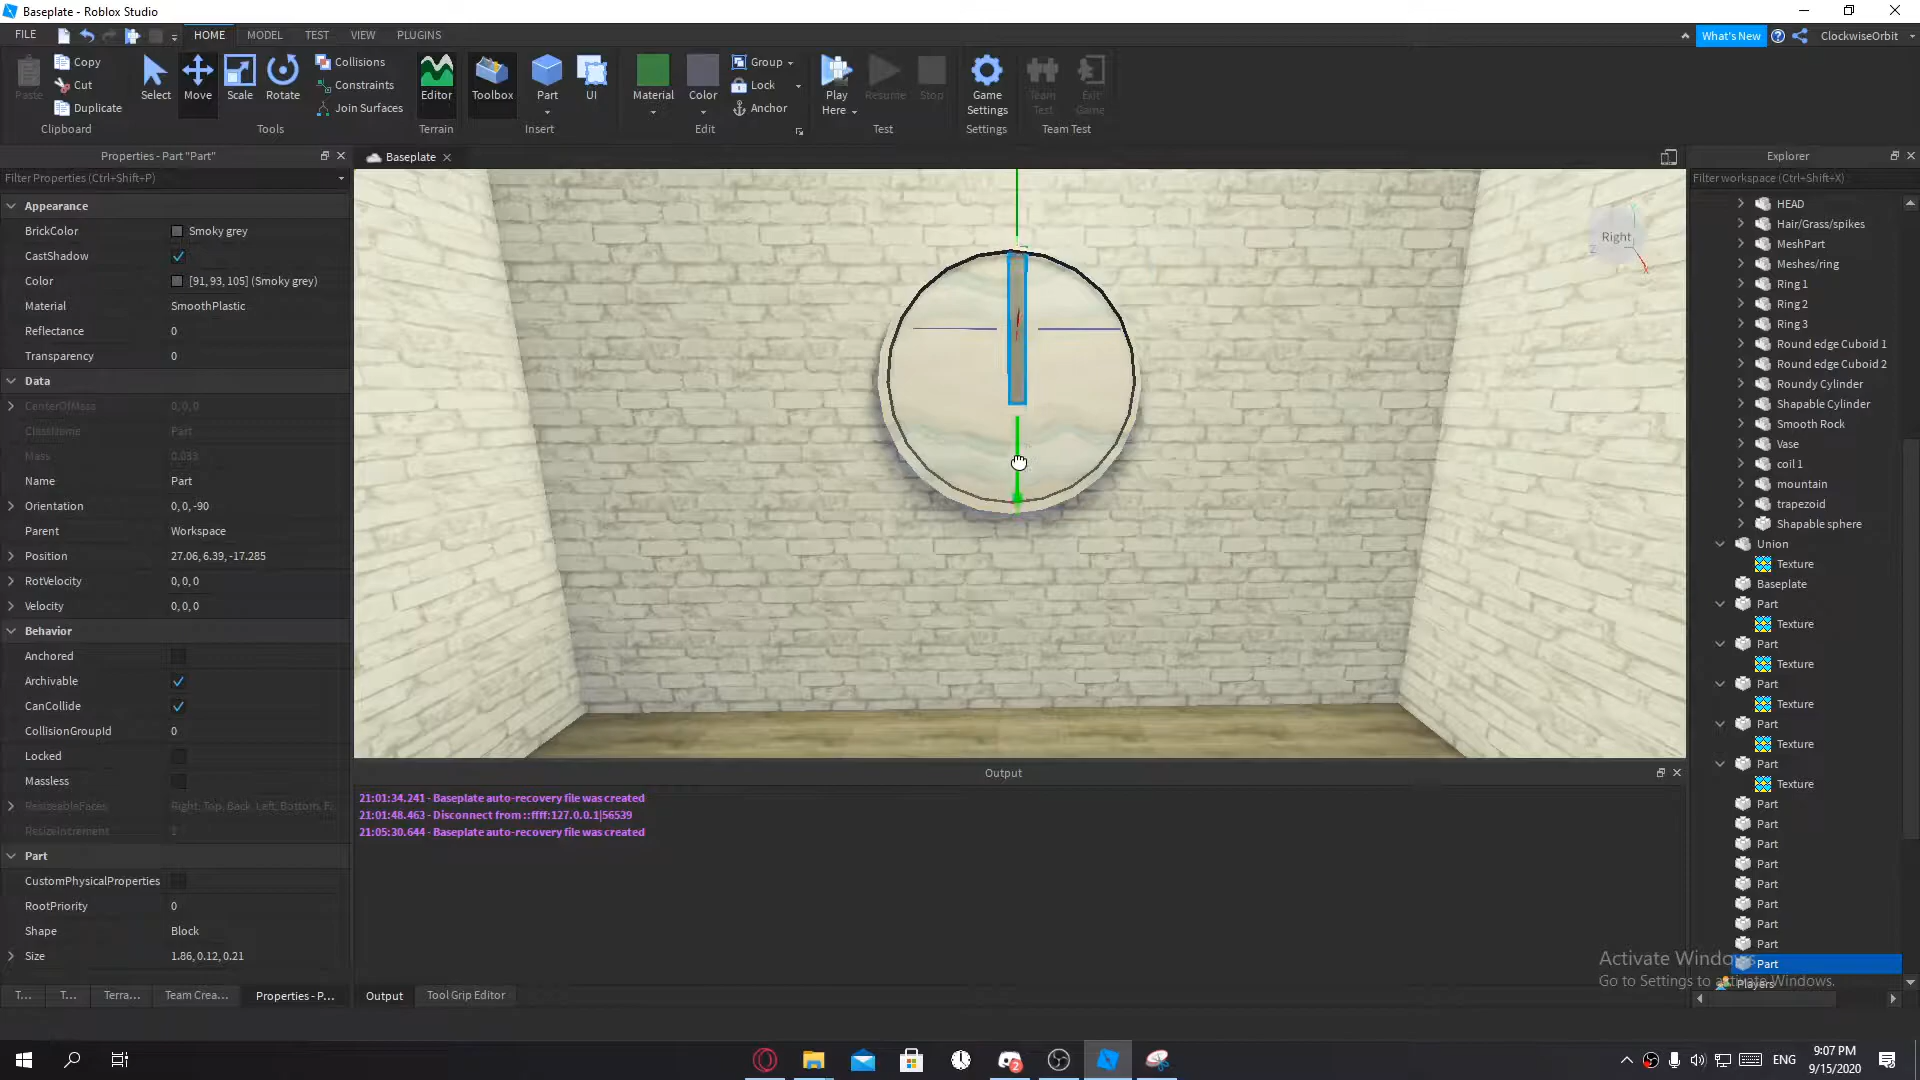 Baseplate - Roblox Studio
FILE
HOME
MODEL
TEST
VIEW
PLUGINS
What's New
ClockwiseOrbit
Paste
Copy
Cut
Duplicate
Clipboard
Select
Move
Scale
Rotate
Collisions
Constraints
Join Surfaces
Tools
Editor
Terrain
Toolbox
Part
UI
Insert
Material
Color
Group
Lock
Anchor
Edit
Play
Here
Resume
Stop
Test
Game
Settings
Settings
Team
Test
Exit
Game
Team Test
Properties - Part "Part"
Filter Properties (Ctrl+Shift+P)
Appearance
BrickColor Smoky grey
CastShadow
Color [91, 93, 105] (Smoky grey)
Material SmoothPlastic
Reflectance 0
Transparency 0
Data
CenterOfMass 0, 0, 0
ClassName Part
Mass 0.033
Name Part
Orientation 0, 0, -90
Parent Workspace
Position 27.06, 6.39, -17.285
RotVelocity 0, 0, 0
Velocity 0, 0, 0
Behavior
Anchored
Archivable
CanCollide
CollisionGroupId 0
Locked
Massless
ResizeableFaces Right, Top, Back, Left, Bottom, F
ResizeIncrement 1
Part
CustomPhysicalProperties
RootPriority 0
Shape Block
Size 1.86, 0.12, 0.21
T...
T...
Terra...
Team Crea...
Properties - P...
Baseplate
Right
Y
Z
X
Output
21:01:34.241 - Baseplate auto-recovery file was created
21:01:48.463 - Disconnect from ::ffff:127.0.0.1|56539
21:05:30.644 - Baseplate auto-recovery file was created
Output
Tool Grip Editor
Explorer
Filter workspace (Ctrl+Shift+X)
HEAD
Hair/Grass/spikes
MeshPart
Meshes/ring
Ring 1
Ring 2
Ring 3
Round edge Cuboid 1
Round edge Cuboid 2
Roundy Cylinder
Shapable Cylinder
Smooth Rock
Vase
coil 1
mountain
trapezoid
Shapable sphere
Union
Texture
Baseplate
Part
Texture
Part
Texture
Part
Texture
Part
Texture
Part
Texture
Part
Part
Part
Part
Part
Part
Part
Part
Part
Players
Activate Windows
Go to Settings to activate Windows.
2
ENG
9:07 PM
9/15/2020